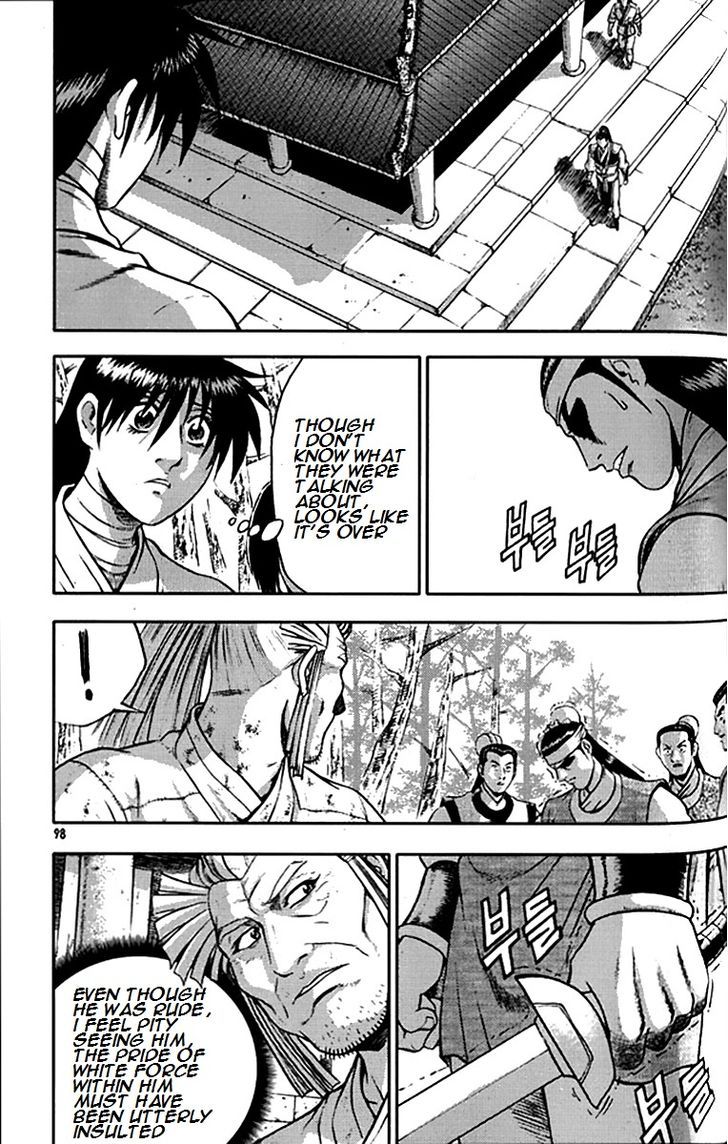 THOUGH
I DON'T
KNOW WHAT
THEY WERE
TALKING
ABOUT,
LOOKS LIKE
IT'S OVER
부들 부들
!
98
EVEN THOUGH
HE WAS RUDE,
I FEEL PITY
SEEING HIM,
THE PRIDE OF
WHITE FORCE
WITHIN HIM
MUST HAVE
BEEN UTTERLY
INSULTED
부들
부들